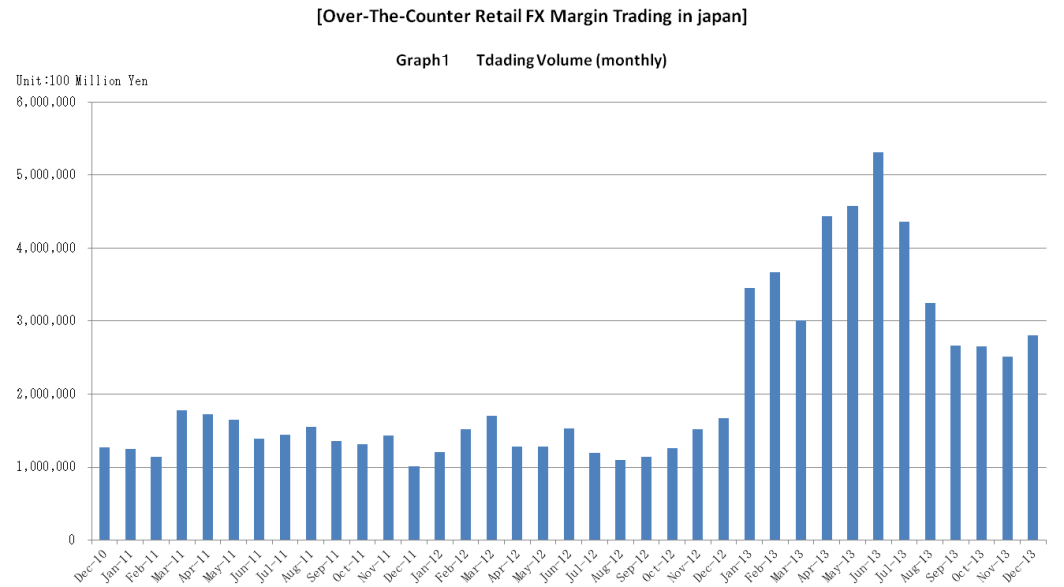 [Over-The-Counter Retail FX Margin Trading in japan]
Graph1 Tdading Volume (monthly)
Unit:100 Million Yen
6,000,000
5,000,000
4,000,000
3,000,000
2,000,000
1,000,000
0
Dec-10
Jan-11
Feb-11
Mar-11
Apr-11
May-11
Jun-11
Jul-11
Aug-11
Sep-11
Oct-11
Nov-11
Dec-11
Jan-12
Feb-12
Mar-12
Apr-12
May-12
Jun-12
Jul-12
Aug-12
Sep-12
Oct-12
Nov-12
Dec-12
Jan-13
Feb-13
Mar-13
Apr-13
May-13
Jun-13
Jul-13
Aug-13
Sep-13
Oct-13
Nov-13
Dec-13